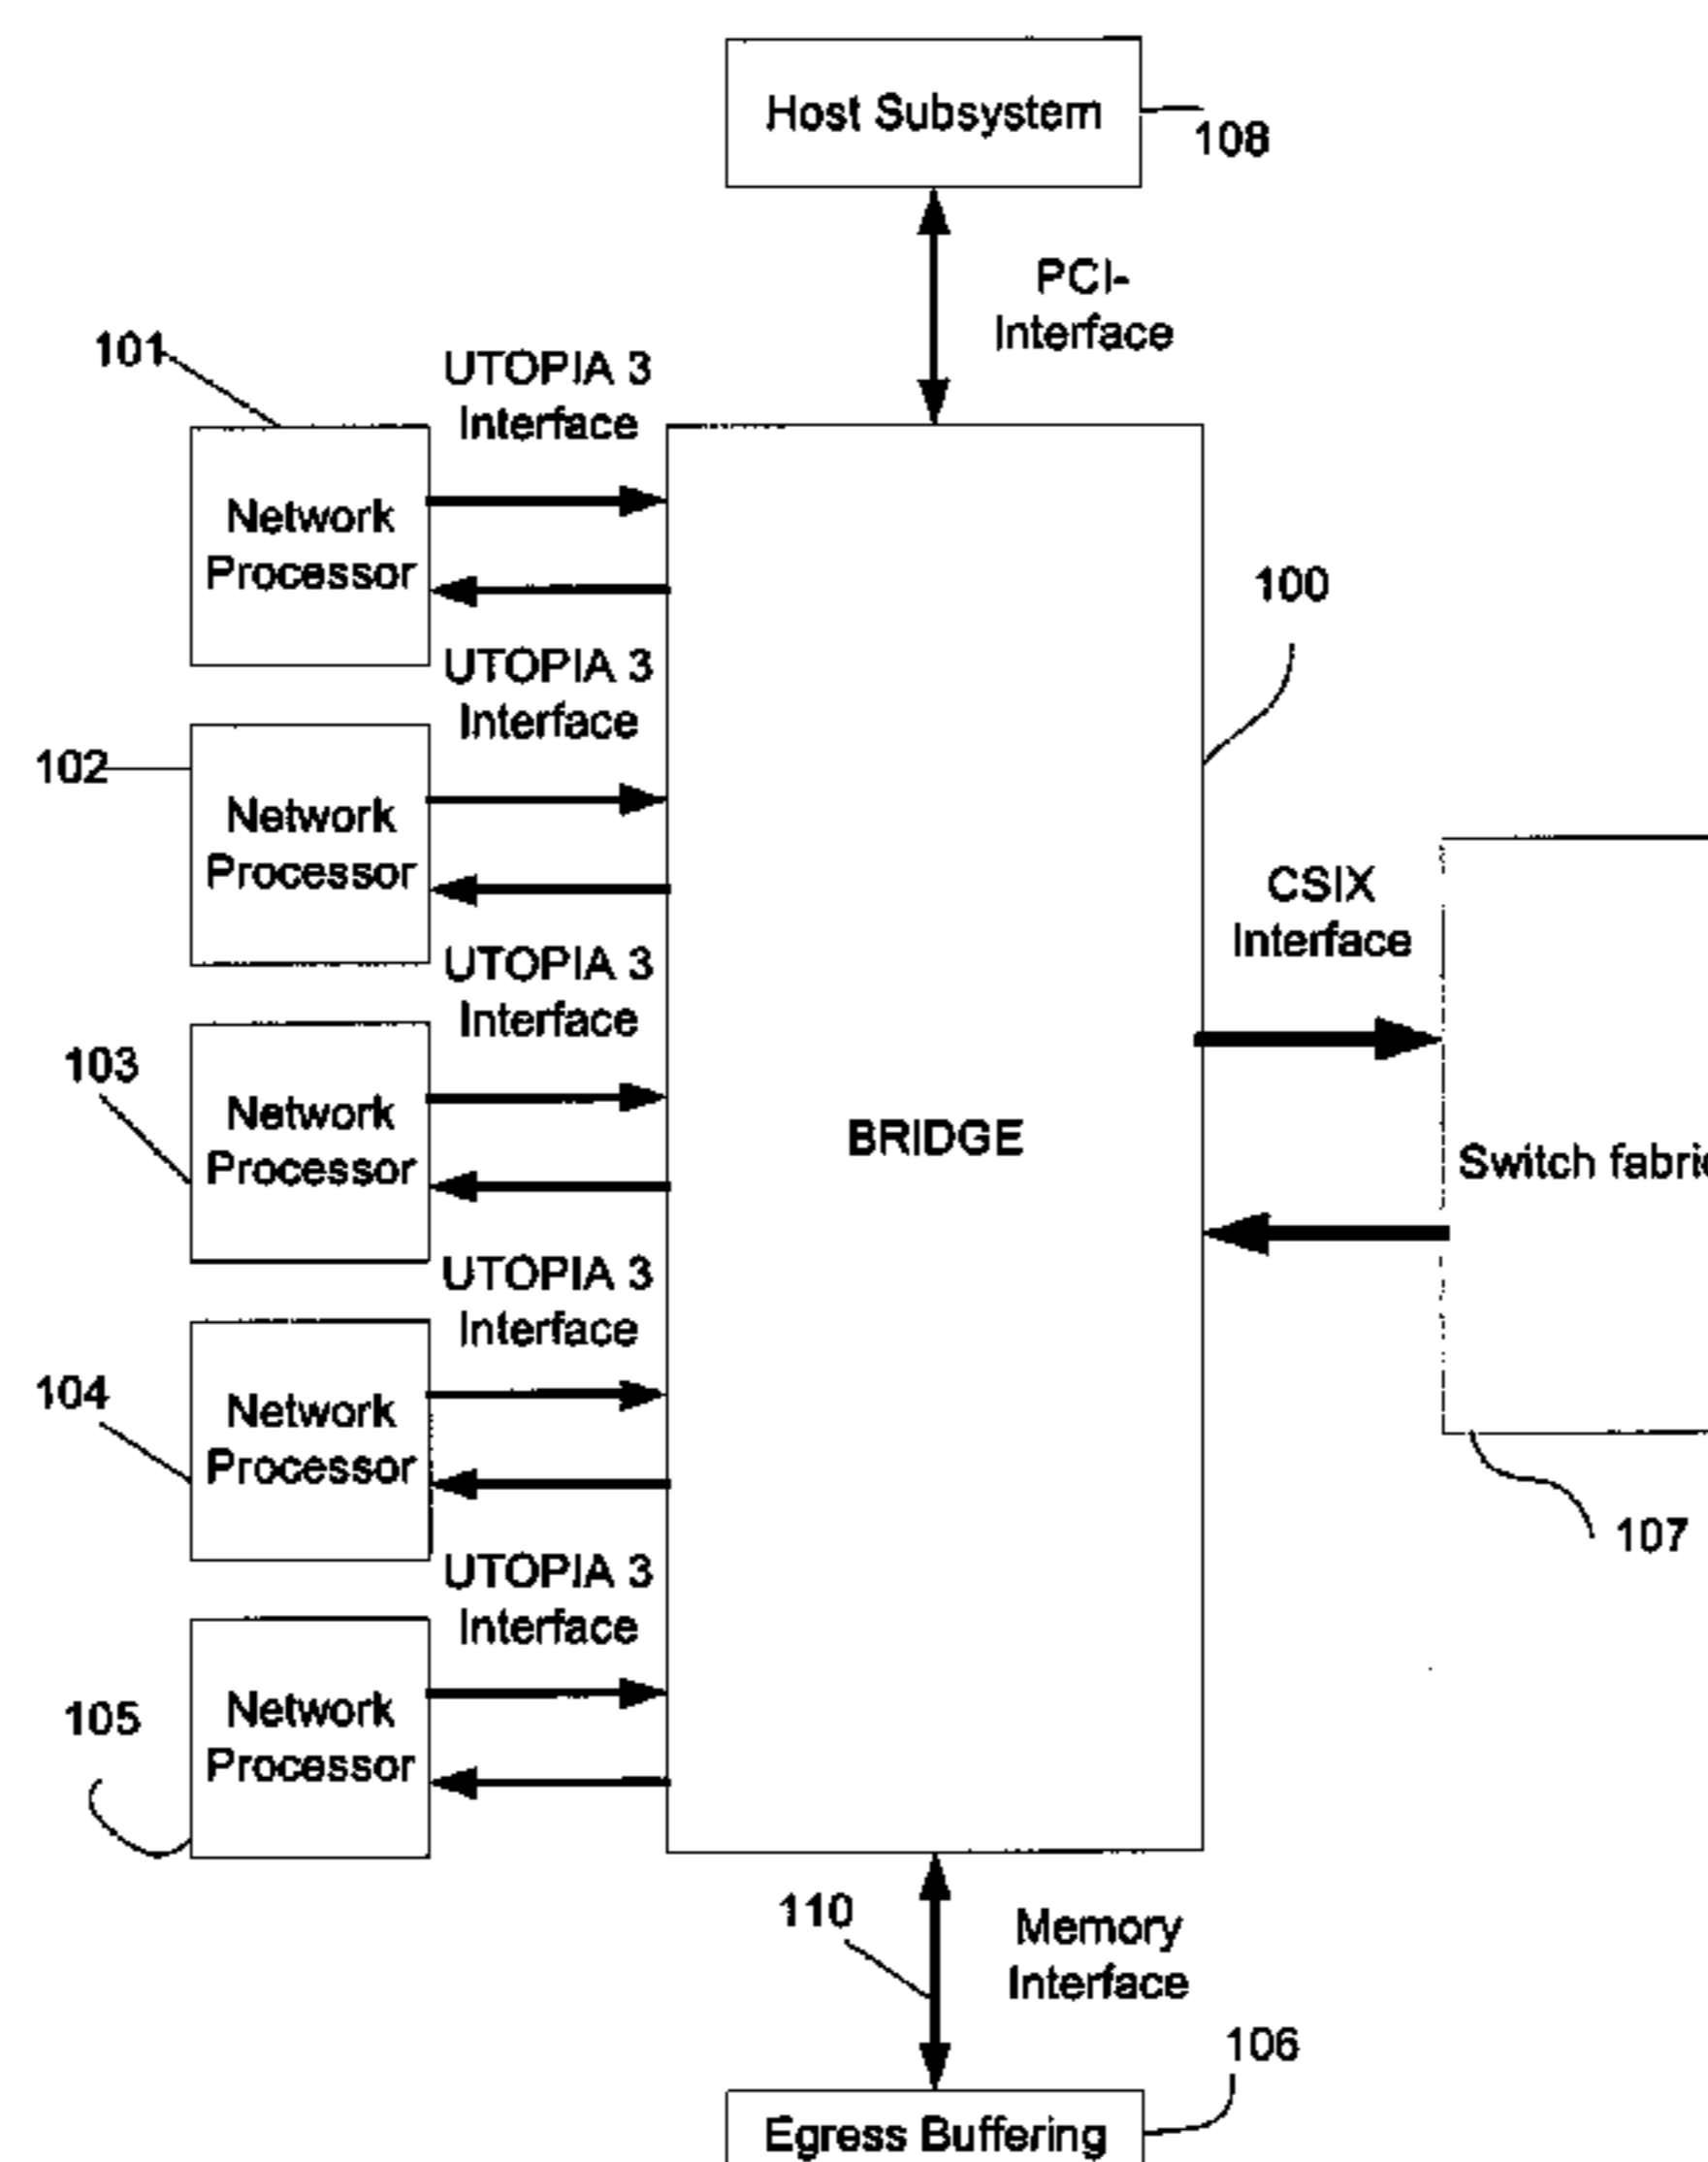 Host Subsystem
108
PCI-
Interface
101
UTOPIA 3
Interface
Network
Processor
100
UTOPIA 3
Interface
102
Network
Processor
CSIX
Interface
UTOPIA 3
Interface
103
Network
Processor
BRIDGE
Switch fabric
UTOPIA 3
Interface
104
Network
Processor
107
UTOPIA 3
Interface
105
Network
Processor
110
Memory
Interface
106
Egress Buffering